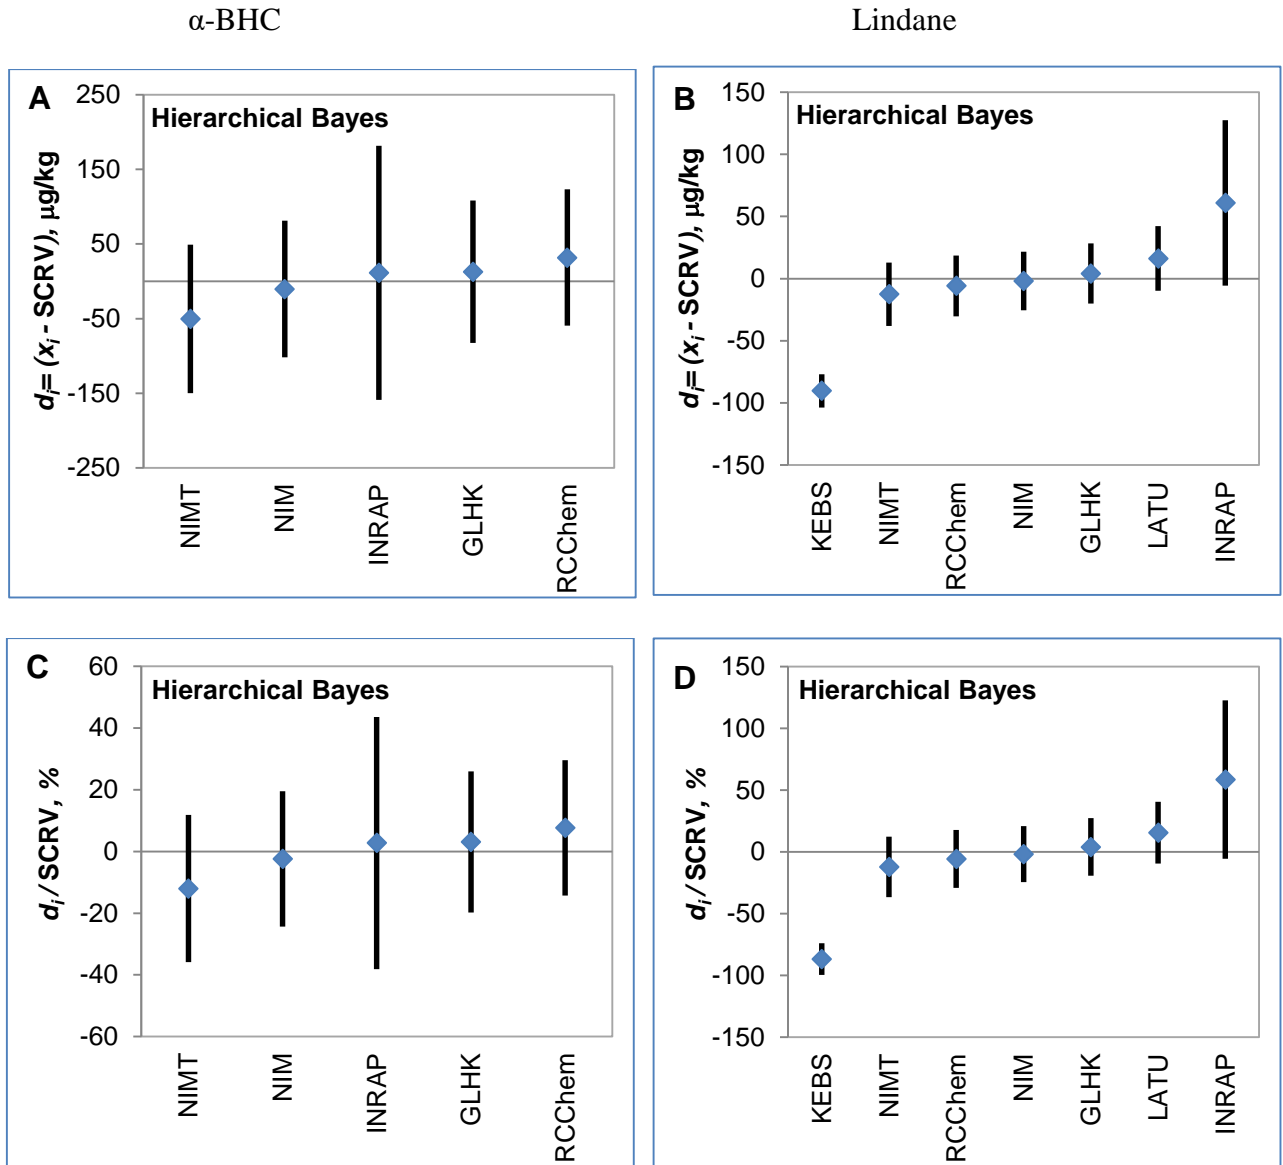 α-BHC
Lindane
A
Hierarchical Bayes
di= (xi - SCRV), µg/kg
250
150
50
-50
-150
-250
NIMT
NIM
INRAP
GLHK
RCChem
B
Hierarchical Bayes
di= (xi - SCRV), µg/kg
150
100
50
0
-50
-100
-150
KEBS
NIMT
RCChem
NIM
GLHK
LATU
INRAP
C
Hierarchical Bayes
di / SCRV, %
60
40
20
0
-20
-40
-60
NIMT
NIM
INRAP
GLHK
RCChem
D
Hierarchical Bayes
di / SCRV, %
150
100
50
0
-50
-100
-150
KEBS
NIMT
RCChem
NIM
GLHK
LATU
INRAP